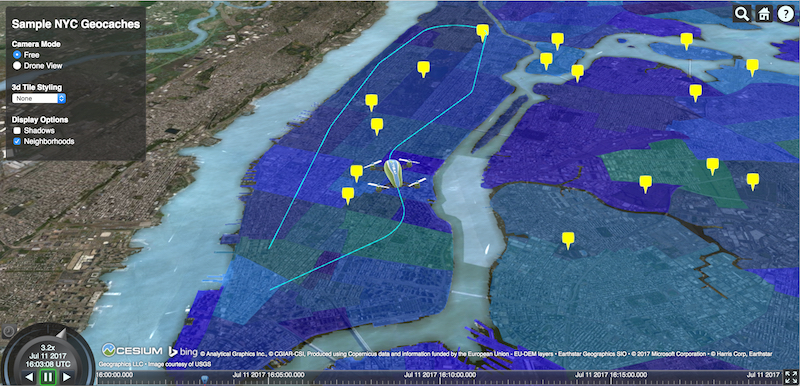 Sample NYC Geocaches
Camera Mode
Free
Drone View
3d Tile Styling
None
Display Options
Shadows
Neighborhoods
?
3.2x
Jul 11 2017
16:03:08 UTC
CESIUM bing © Analytical Graphics Inc., © CGIAR-CSI, Produced using Copernicus data and information funded by the European Union - EU-DEM layers • Earthstar Geographics SIO • © 2017 Microsoft Corporation • © Harris Corp, Earthstar
Geographics LLC • Image courtesy of USGS
16:00:00.000
Jul 11 2017 16:05:00.000
Jul 11 2017 16:10:00.000
Jul 11 2017 16:15:00.000
Jul 11 2017